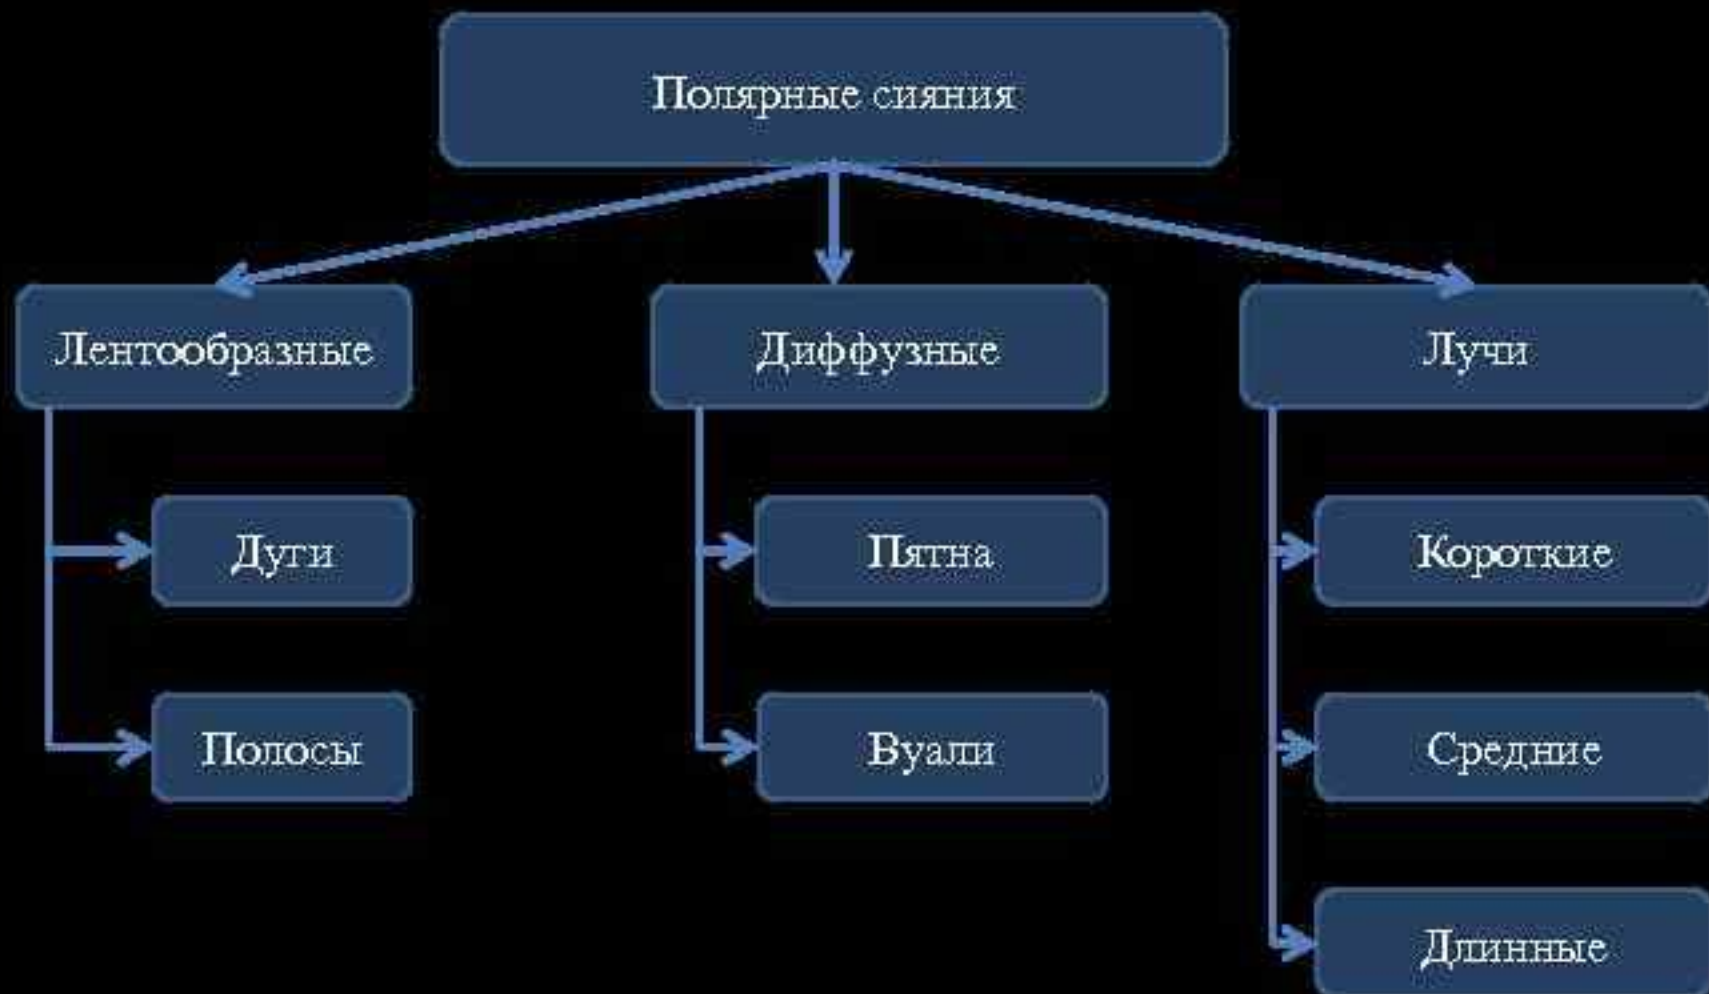 Полярные сияния
Лентообразные
Дуги
Полосы
Диффузные
Пятна
Вуали
Лучи
Короткие
Средние
Длинные